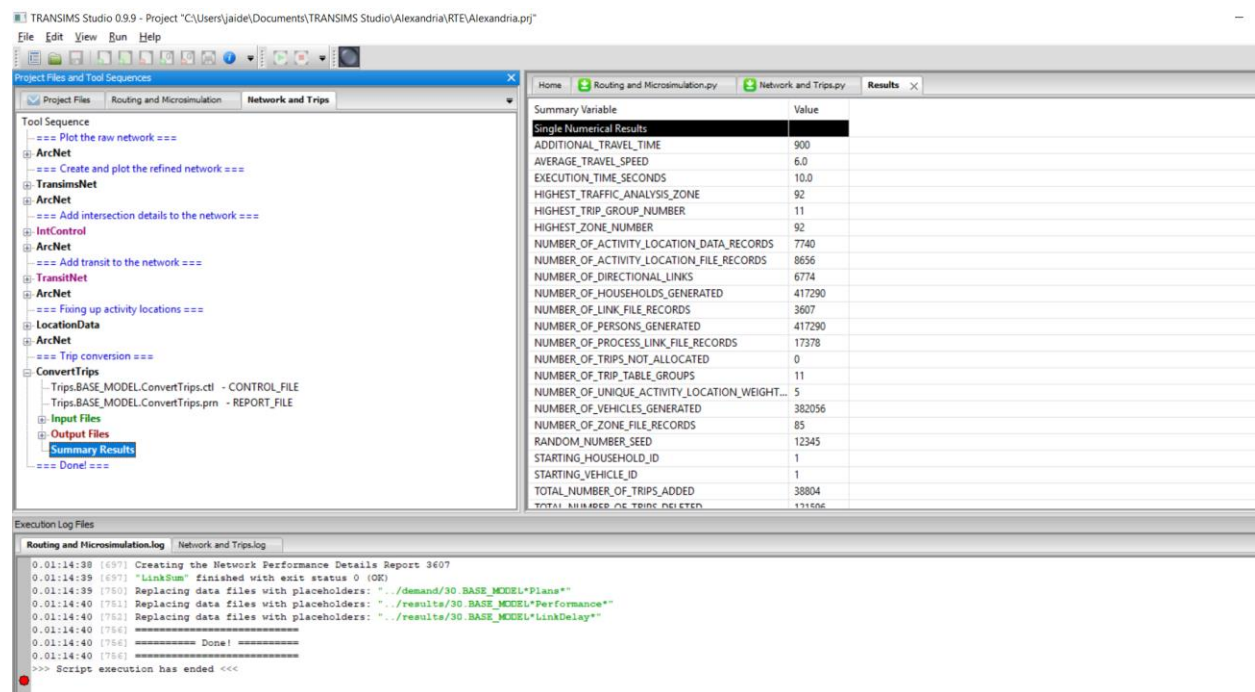 TRANSIMS Studio 0.9.9 - Project "C:\Users\jaide\Documents\TRANSIMS Studio\Alexandria\RTE\Alexandria.prj"
File Edit View Run Help
Project Files and Tool Sequences
Project Files Routing and Microsimulation Network and Trips
Tool Sequence
=== Plot the raw network ===
ArcNet
=== Create and plot the refined network ===
TransimsNet
ArcNet
=== Add intersection details to the network ===
IntControl
ArcNet
=== Add transit to the network ===
TransitNet
ArcNet
=== Fixing up activity locations ===
LocationData
ArcNet
=== Trip conversion ===
ConvertTrips
Trips.BASE_MODEL.ConvertTrips.ctl - CONTROL_FILE
Trips.BASE_MODEL.ConvertTrips.prn - REPORT_FILE
Input Files
Output Files
Summary Results
=== Done! ===
Home Routing and Microsimulation.py Network and Trips.py Results
Summary Variable Value
Single Numerical Results
ADDITIONAL_TRAVEL_TIME 900
AVERAGE_TRAVEL_SPEED 6.0
EXECUTION_TIME_SECONDS 10.0
HIGHEST_TRAFFIC_ANALYSIS_ZONE 92
HIGHEST_TRIP_GROUP_NUMBER 11
HIGHEST_ZONE_NUMBER 92
NUMBER_OF_ACTIVITY_LOCATION_DATA_RECORDS 7740
NUMBER_OF_ACTIVITY_LOCATION_FILE_RECORDS 8656
NUMBER_OF_DIRECTIONAL_LINKS 6774
NUMBER_OF_HOUSEHOLDS_GENERATED 417290
NUMBER_OF_LINK_FILE_RECORDS 3607
NUMBER_OF_PERSONS_GENERATED 417290
NUMBER_OF_PROCESS_LINK_FILE_RECORDS 17378
NUMBER_OF_TRIPS_NOT_ALLOCATED 0
NUMBER_OF_TRIP_TABLE_GROUPS 11
NUMBER_OF_UNIQUE_ACTIVITY_LOCATION_WEIGHT... 5
NUMBER_OF_VEHICLES_GENERATED 382056
NUMBER_OF_ZONE_FILE_RECORDS 85
RANDOM_NUMBER_SEED 12345
STARTING_HOUSEHOLD_ID 1
STARTING_VEHICLE_ID 1
TOTAL_NUMBER_OF_TRIPS_ADDED 38804
TOTAL_NUMBER_OF_TRIPS_DELETED 121506
Execution Log Files
Routing and Microsimulation.log Network and Trips.log
0.01:14:38 [697] Creating the Network Performance Details Report 3607
0.01:14:39 [697] "LinkSum" finished with exit status 0 (OK)
0.01:14:39 [750] Replacing data files with placeholders: "../demand/30.BASE_MODEL*Plans*"
0.01:14:40 [751] Replacing data files with placeholders: "../results/30.BASE_MODEL*Performance*"
0.01:14:40 [752] Replacing data files with placeholders: "../results/30.BASE_MODEL*LinkDelay*"
0.01:14:40 [756] ============================
0.01:14:40 [756] ========== Done! ==========
0.01:14:40 [756] ============================
>>> Script execution has ended <<<